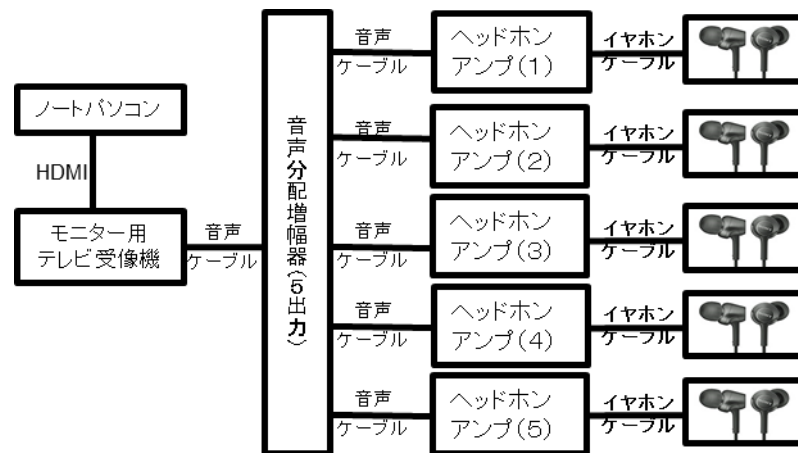 ノートパソコン
HDMI
モニター用
テレビ受像機
音声
ケーブル
音声分配増幅器(5出力)
音声
ケーブル
ヘッドホン
アンプ(1)
イヤホン
ケーブル
音声
ケーブル
ヘッドホン
アンプ(2)
イヤホン
ケーブル
音声
ケーブル
ヘッドホン
アンプ(3)
イヤホン
ケーブル
音声
ケーブル
ヘッドホン
アンプ(4)
イヤホン
ケーブル
音声
ケーブル
ヘッドホン
アンプ(5)
イヤホン
ケーブル